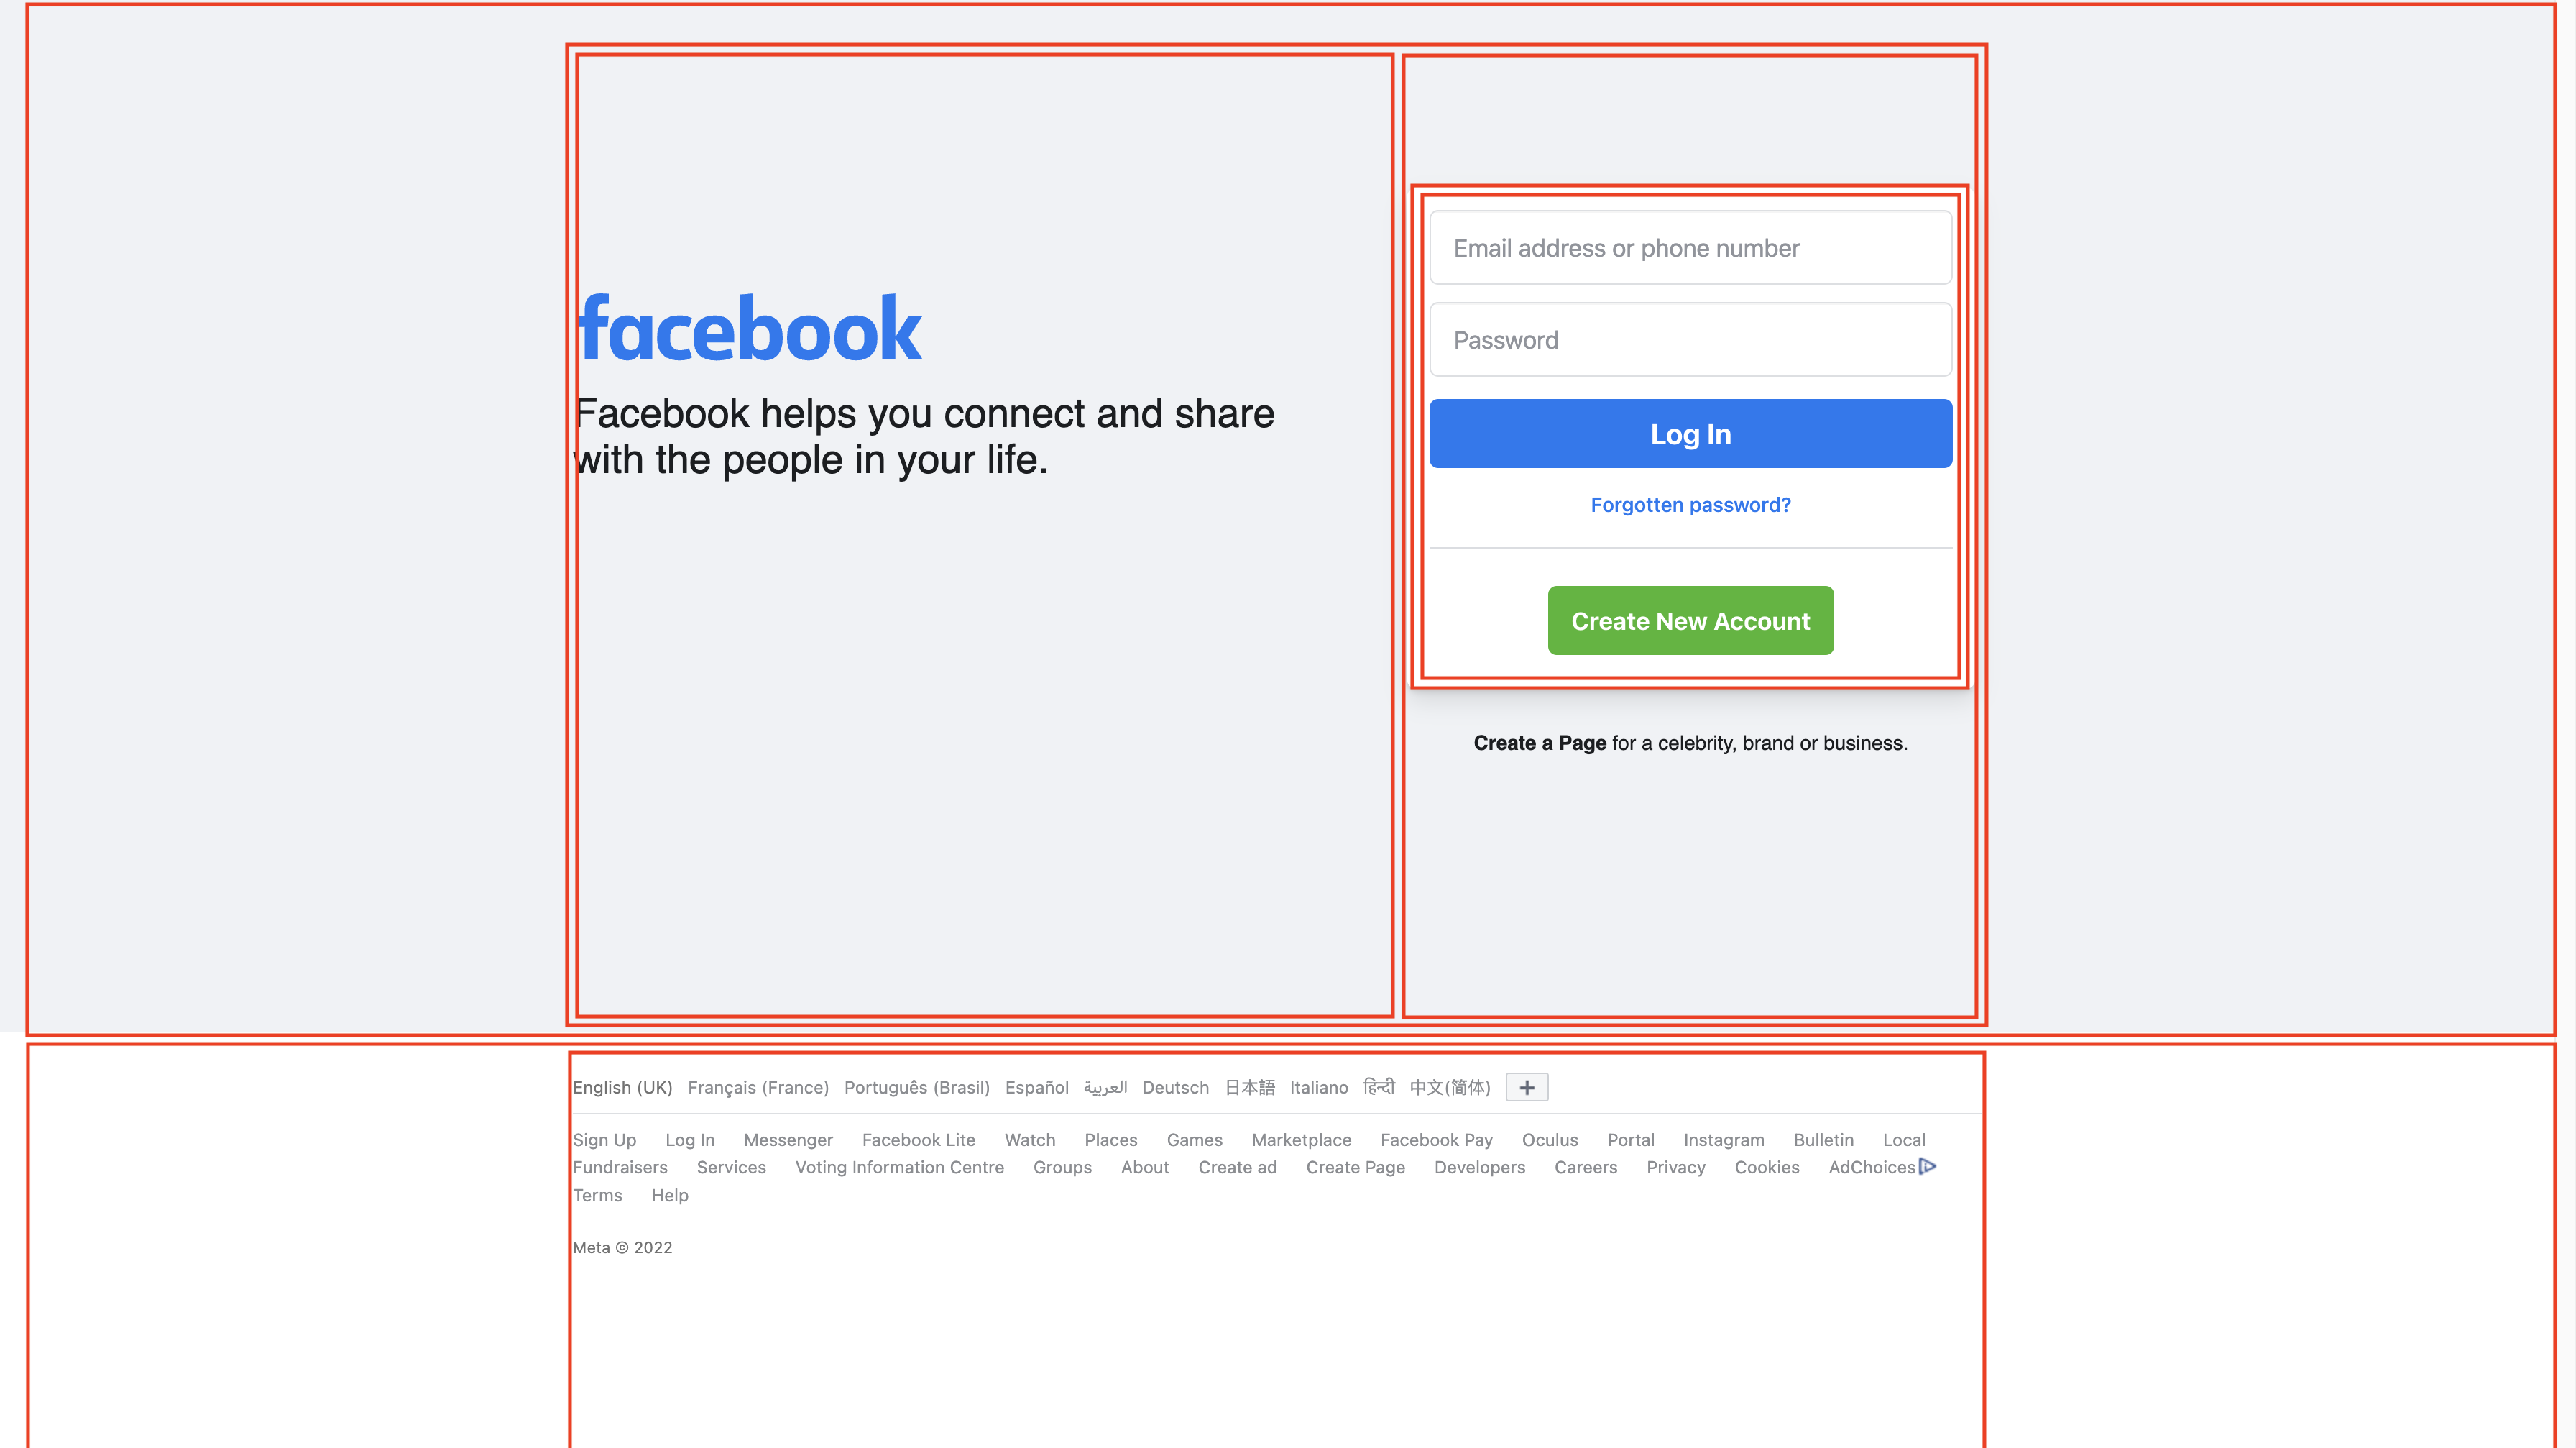 facebook
Facebook helps you connect and share
with the people in your life.
Email address or phone number
Password
Log In
Forgotten password?
Create New Account
Create a Page for a celebrity, brand or business.
English (UK) Français (France) Português (Brasil) Español العربية Deutsch 日本語 Italiano हिन्दी 中文(简体) +
Sign Up Log In Messenger Facebook Lite Watch Places Games Marketplace Facebook Pay Oculus Portal Instagram Bulletin Local
Fundraisers Services Voting Information Centre Groups About Create ad Create Page Developers Careers Privacy Cookies AdChoices
Terms Help
Meta © 2022